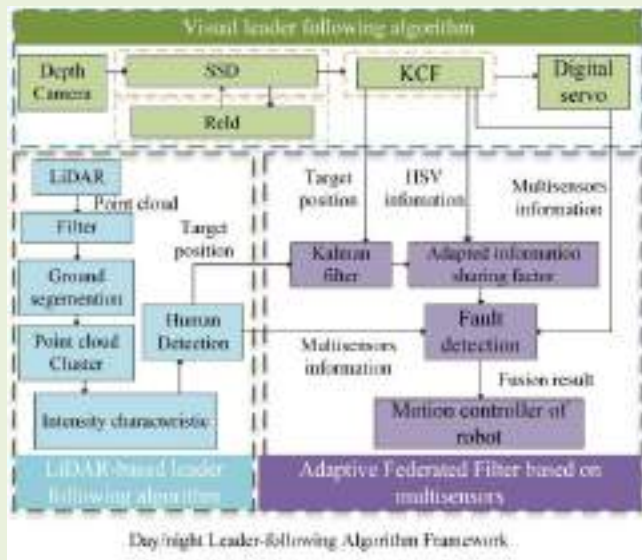 Visual leader following algorithm
Depth
Camera
SSD
ReId
KCF
Digital
servo
LiDAR
Point cloud
Filter
Ground
segemention
Point cloud
Cluster
Intensity characteristic
Human
Detection
Target
position
LiDAR-based leader
following algorithm
Target
position
HSV
infomation
Multisensors
information
Kalman
filter
Adapted information
sharing factor
Multisensors
information
Fault
detection
Fusion result
Motion controller of
robot
Adaptive Federated Filter based on
multisensors
Day/night Leader-following Algorithm Framework